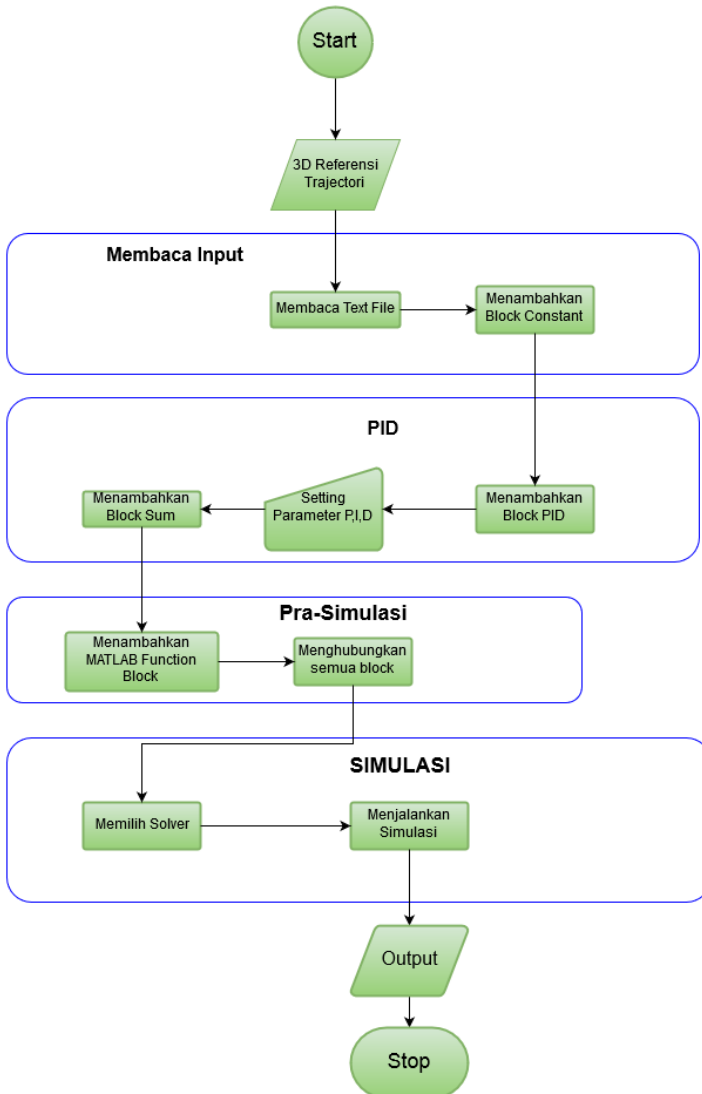 Start
3D Referensi
Trajectori
Membaca Input
Membaca Text File
Menambahkan
Block Constant
PID
Menambahkan
Block PID
Setting
Parameter P,I,D
Menambahkan
Block Sum
Pra-Simulasi
Menambahkan
MATLAB Function
Block
Menghubungkan
semua block
SIMULASI
Memilih Solver
Menjalankan
Simulasi
Output
Stop